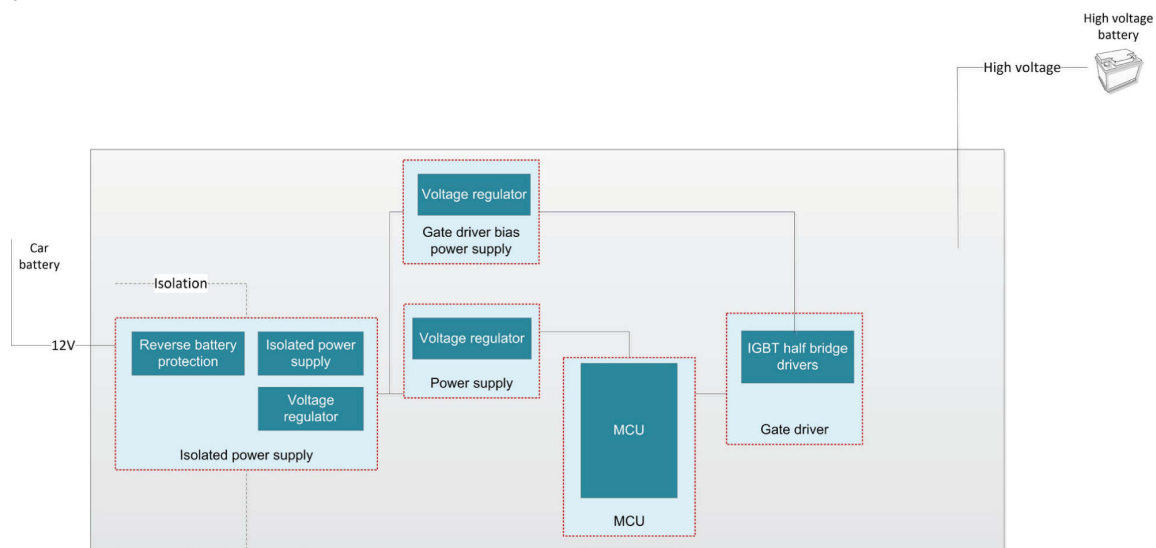 High voltage
battery
High voltage
Voltage regulator
Gate driver bias
power supply
Car
battery
Isolation
12V
Reverse battery
protection
Isolated power
supply
Voltage
regulator
Isolated power supply
Voltage regulator
Power supply
MCU
MCU
IGBT half bridge
drivers
Gate driver